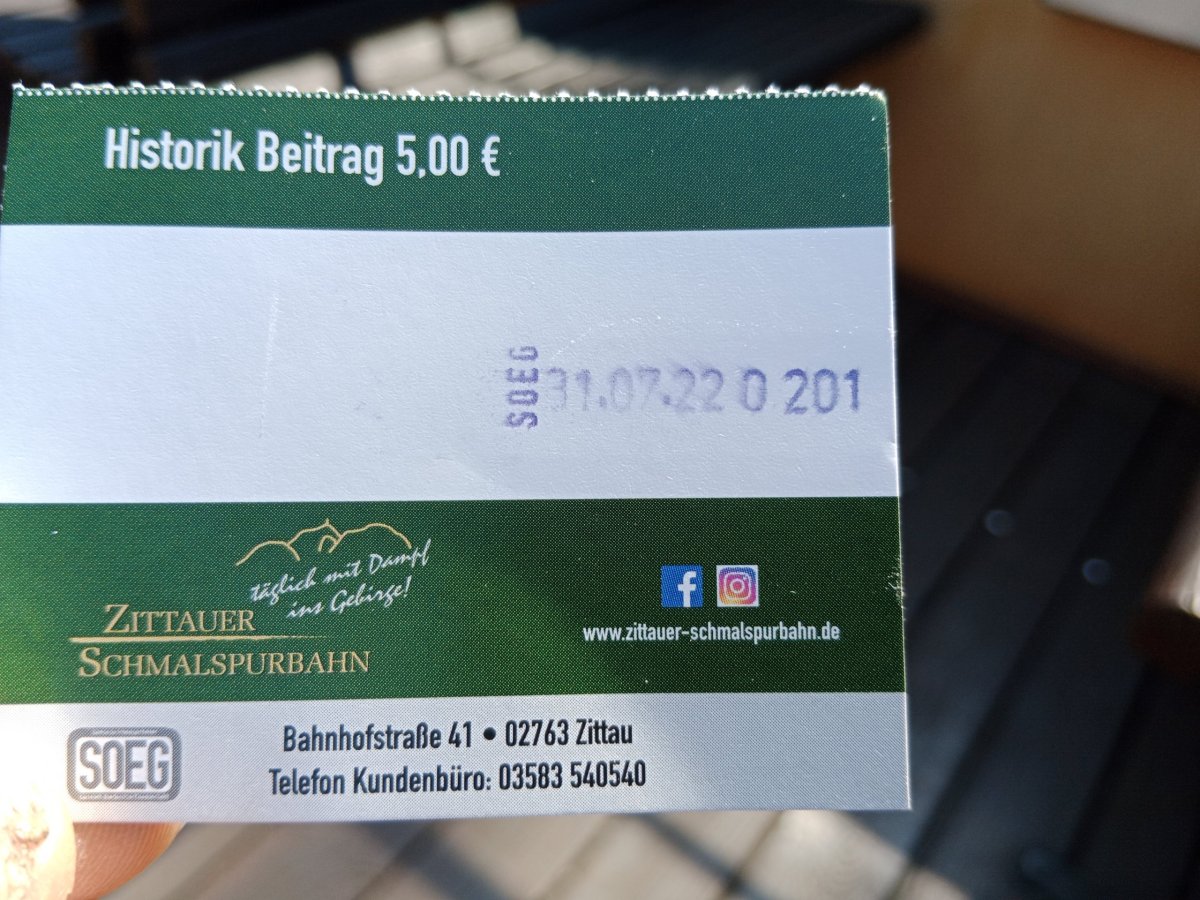 Historik Beitrag 5,00 €
SOEG 31.07.22 0 201
täglich mit Dampf
ins Gebirge!
ZITTAUER
SCHMALSPURBAHN
www.zittauer-schmalspurbahn.de
SOEG
Bahnhofstraße 41 • 02763 Zittau
Telefon Kundenbüro: 03583 540540